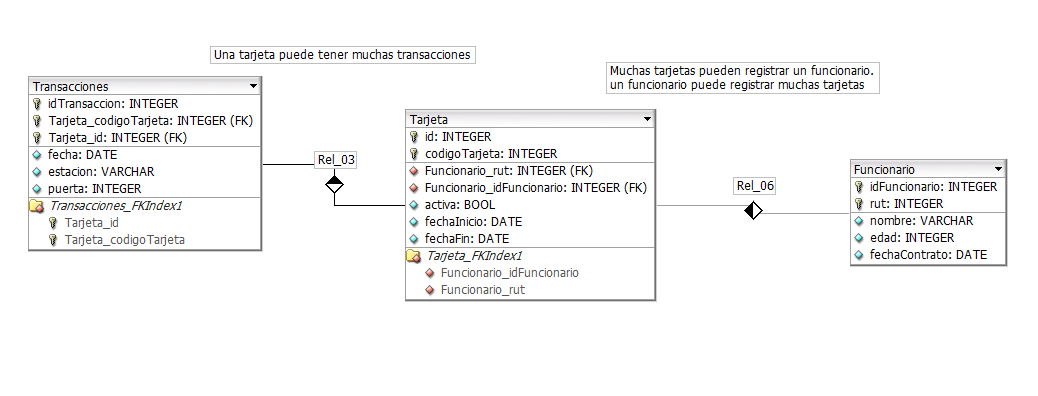 Una tarjeta puede tener muchas transacciones
Muchas tarjetas pueden registrar un funcionario.
un funcionario puede registrar muchas tarjetas
Transacciones
idTransaccion: INTEGER
Tarjeta_codigoTarjeta: INTEGER (FK)
Tarjeta_id: INTEGER (FK)
fecha: DATE
estacion: VARCHAR
puerta: INTEGER
Transacciones_FKIndex1
Tarjeta_id
Tarjeta_codigoTarjeta
Rel_03
Tarjeta
id: INTEGER
codigoTarjeta: INTEGER
Funcionario_rut: INTEGER (FK)
Funcionario_idFuncionario: INTEGER (FK)
activa: BOOL
fechaInicio: DATE
fechaFin: DATE
Tarjeta_FKIndex1
Funcionario_idFuncionario
Funcionario_rut
Rel_06
Funcionario
idFuncionario: INTEGER
rut: INTEGER
nombre: VARCHAR
edad: INTEGER
fechaContrato: DATE